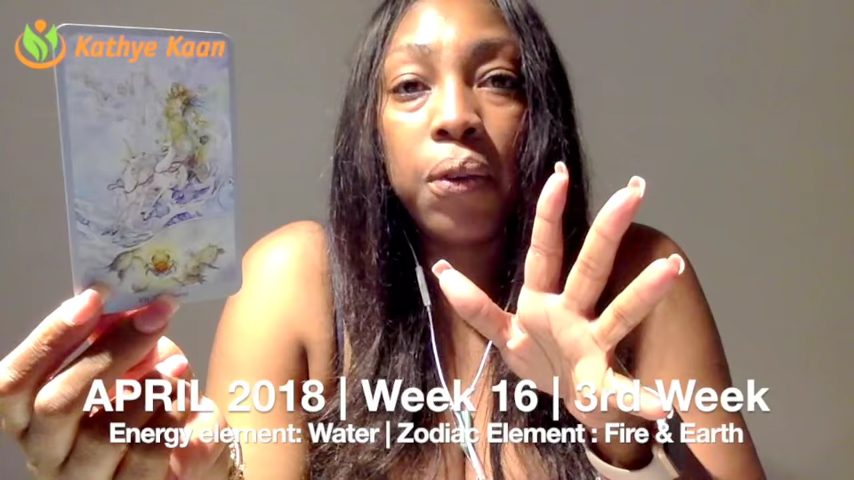 Kathye Kaan
APRIL 2018 | Week 16 | 3rd Week
Energy element: Water | Zodiac Element : Fire & Earth